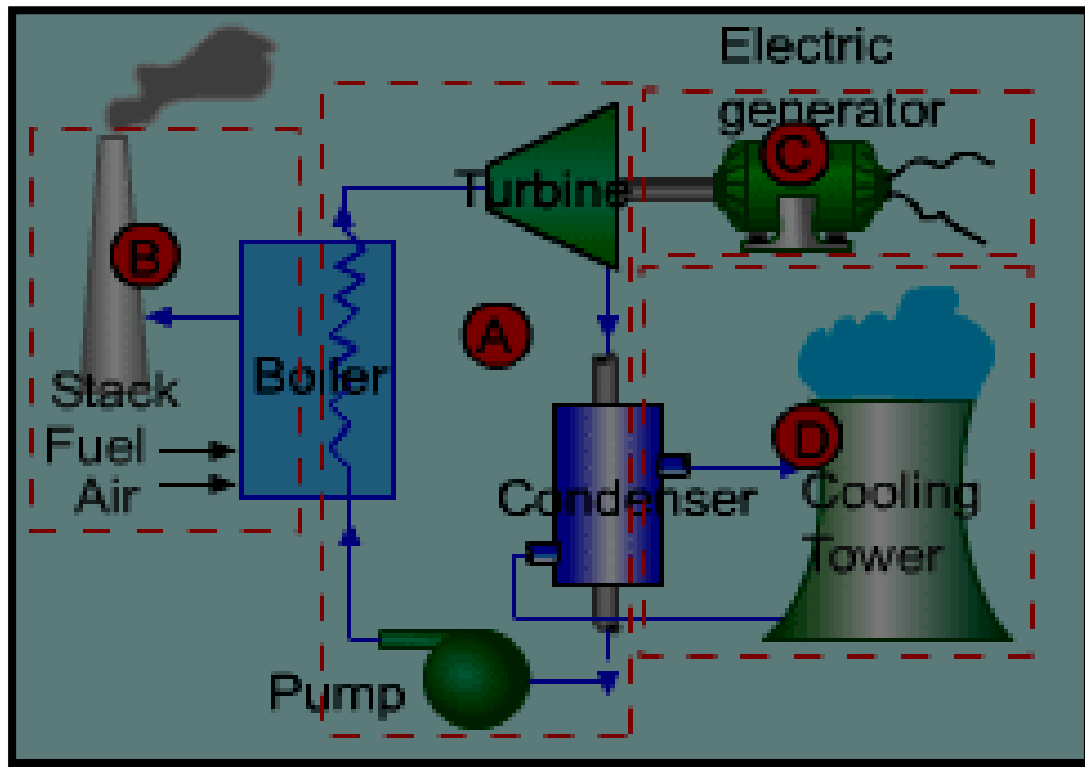 Electric
generator
C
Turbine
B
A
Boiler
Stack
Fuel
Air
D
Condenser
Cooling
Tower
Pump